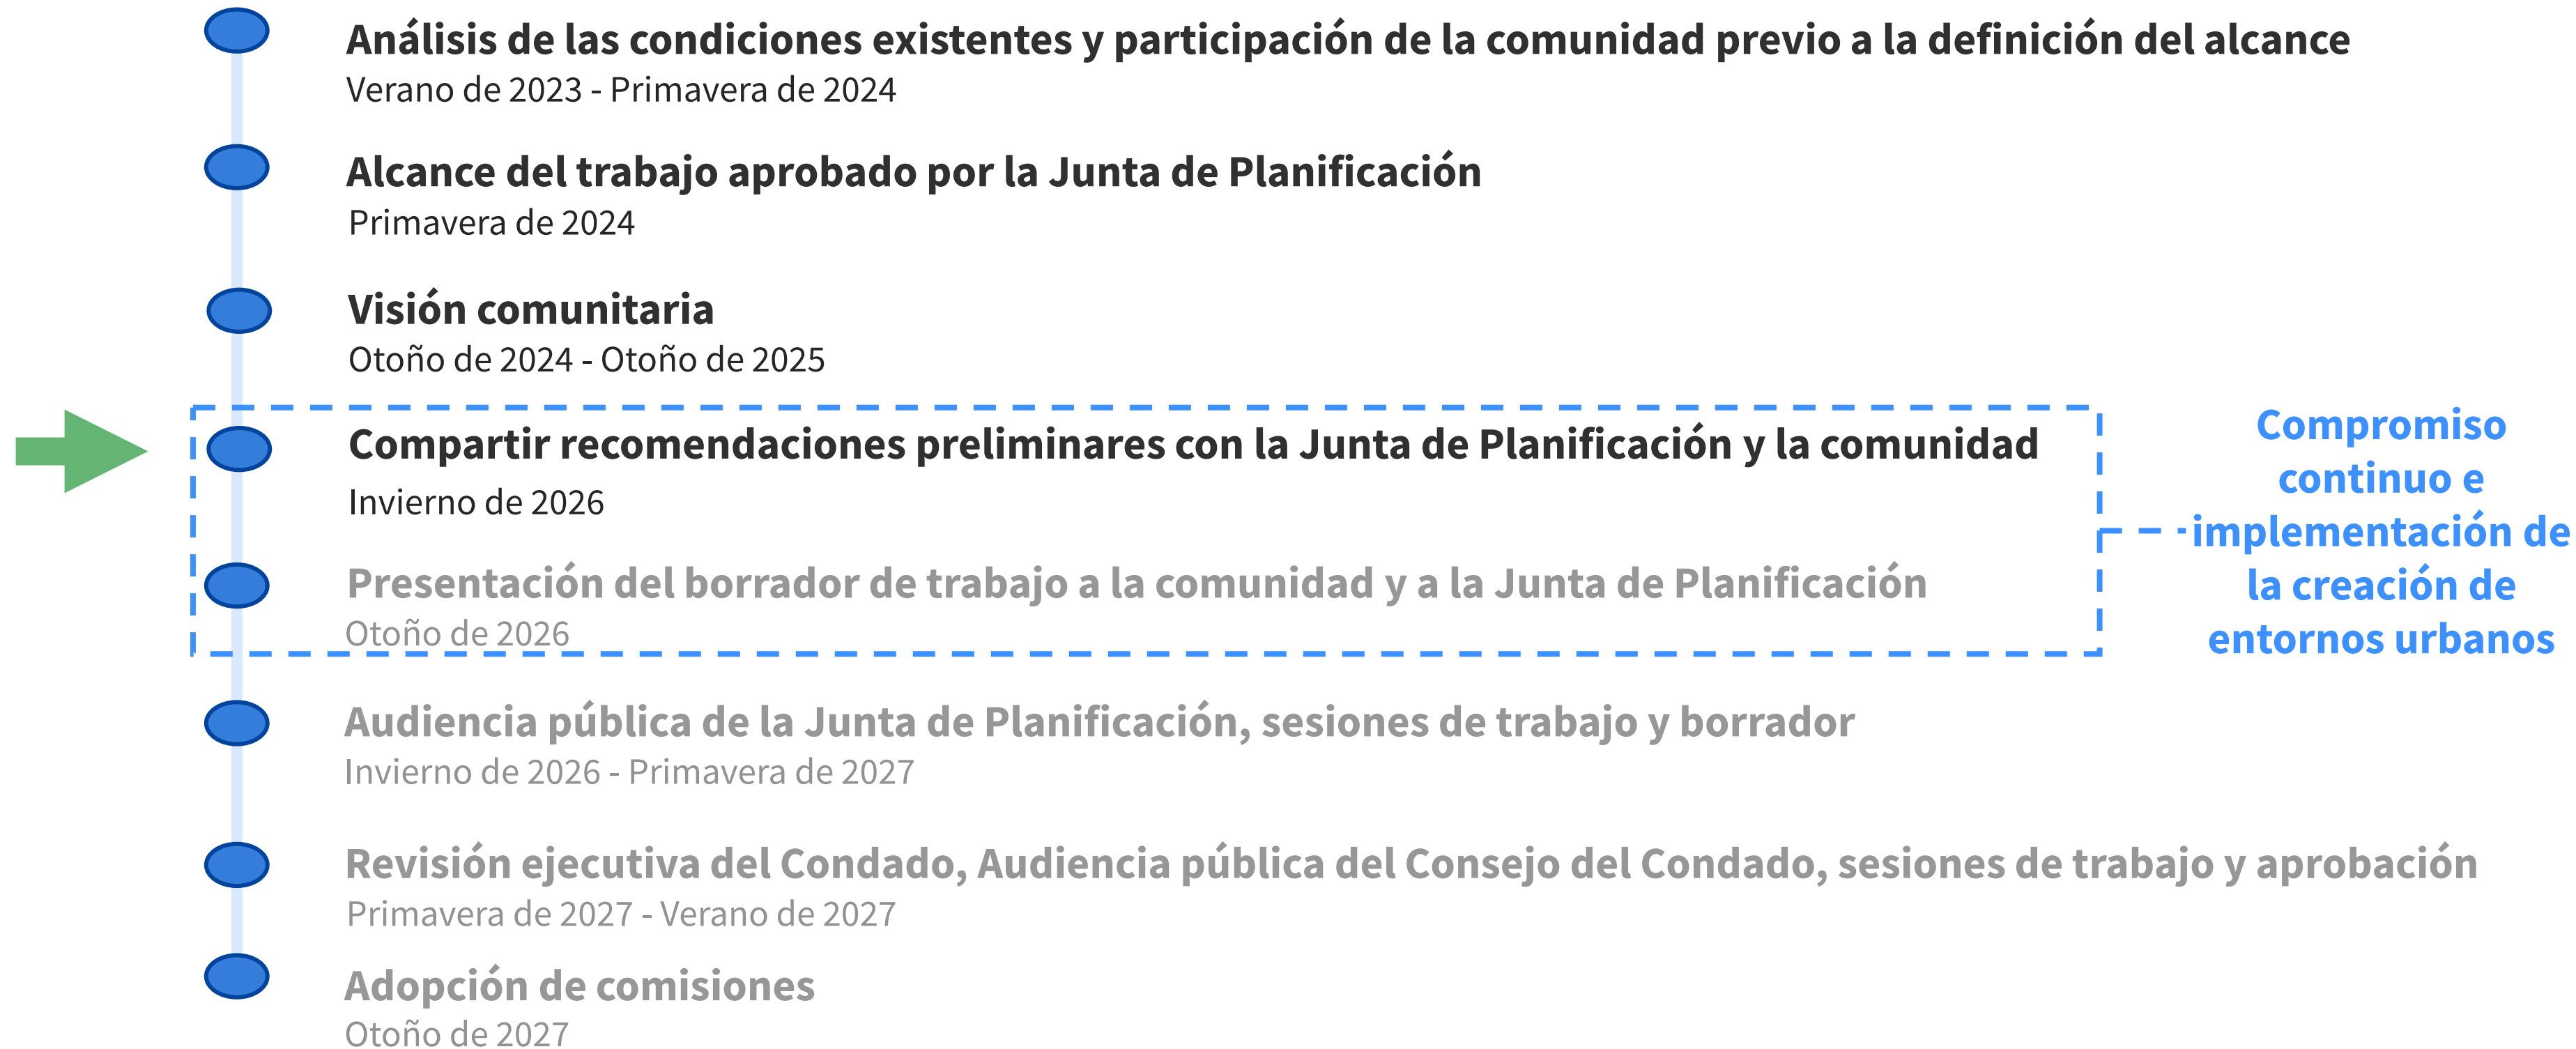 Análisis de las condiciones existentes y participación de la comunidad previo a la definición del alcance
Verano de 2023 - Primavera de 2024
Alcance del trabajo aprobado por la Junta de Planificación
Primavera de 2024
Visión comunitaria
Otoño de 2024 - Otoño de 2025
Compartir recomendaciones preliminares con la Junta de Planificación y la comunidad
Invierno de 2026
Presentación del borrador de trabajo a la comunidad y a la Junta de Planificación
Otoño de 2026
Compromiso
continuo e
implementación de
la creación de
entornos urbanos
Audiencia pública de la Junta de Planificación, sesiones de trabajo y borrador
Invierno de 2026 - Primavera de 2027
Revisión ejecutiva del Condado, Audiencia pública del Consejo del Condado, sesiones de trabajo y aprobación
Primavera de 2027 - Verano de 2027
Adopción de comisiones
Otoño de 2027